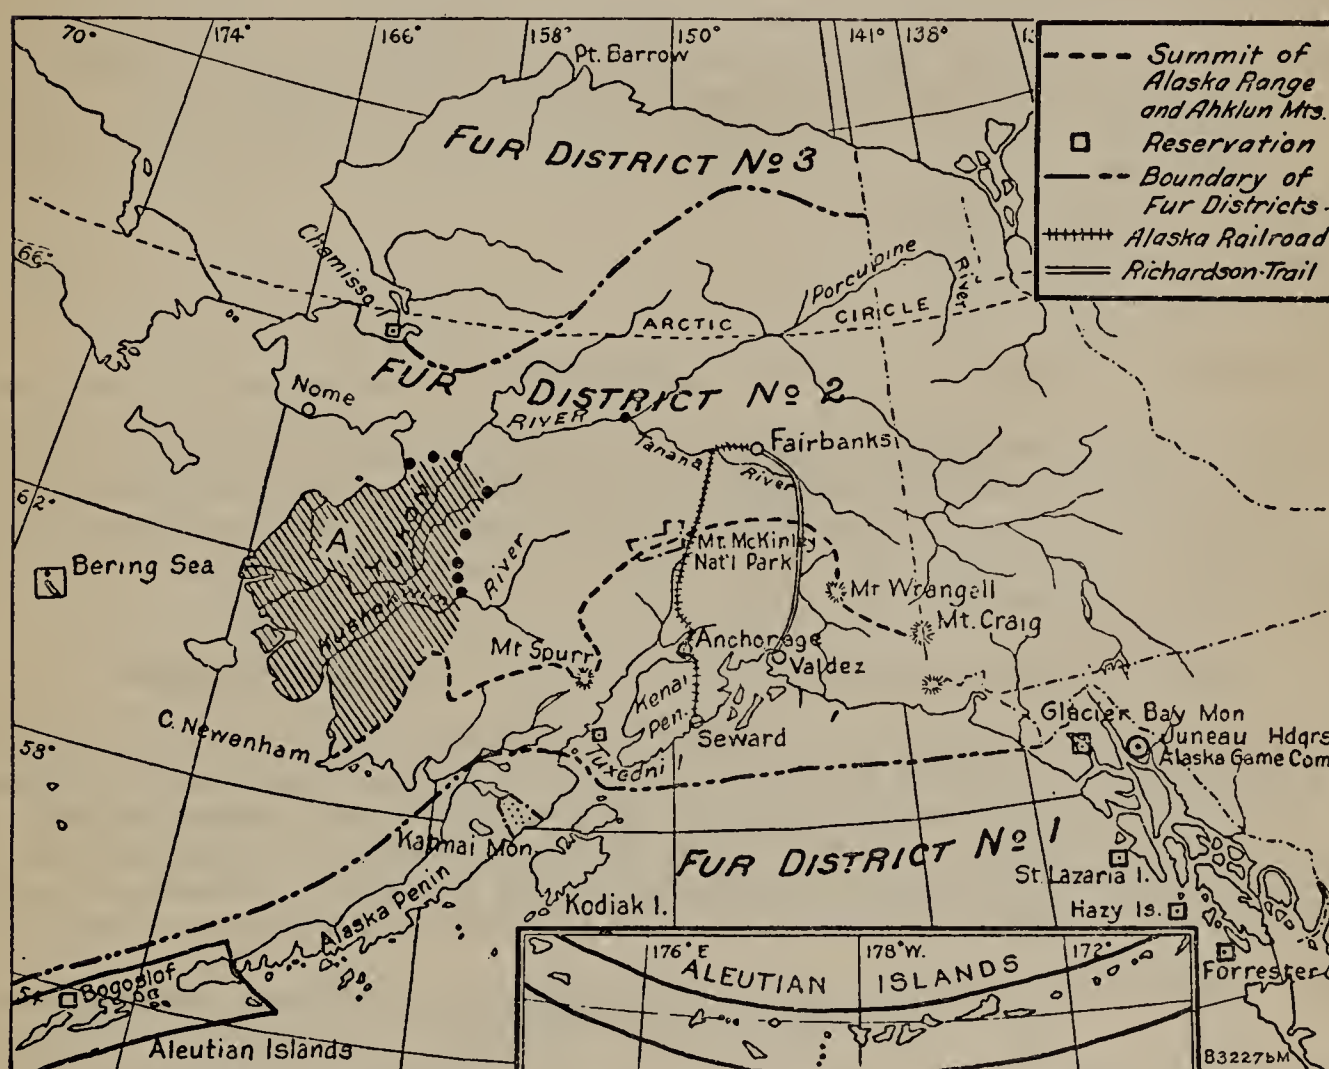 70°
174°
166°
158°
150°
141°
138°
Pt. Barrow
Summit of
Alaska Range
and Ahklun Mts.
Reservation
Boundary of
Fur Districts
Alaska Railroad
Richardson-Trail
FUR DISTRICT No 3
Chamisso I
66°
Porcupine
River
ARCTIC
CIRCLE
FUR
DISTRICT No 2
Nome
RIVER
Fairbanks
Tanana
River
62°
A
YUKON
Kuskokwim
River
Bering Sea
Mt. McKinley
Nat'l Park
Mt Wrangell
Mt. Craig
Mt Spurr
Anchorage
Valdez
Kenai
Pen.
Seward
C. Newenham
Tuxedni I
58°
Glacier Bay Mon
Juneau Hdqrs
Alaska Game Com
Katmai Mon.
FUR DISTRICT No 1
St. Lazaria I.
Hazy Is.
Forrester
Alaska Penin
Kodiak I.
54
Bogoslof
Aleutian Islands
176° E
178° W.
172°
ALEUTIAN
ISLANDS
B3227bM